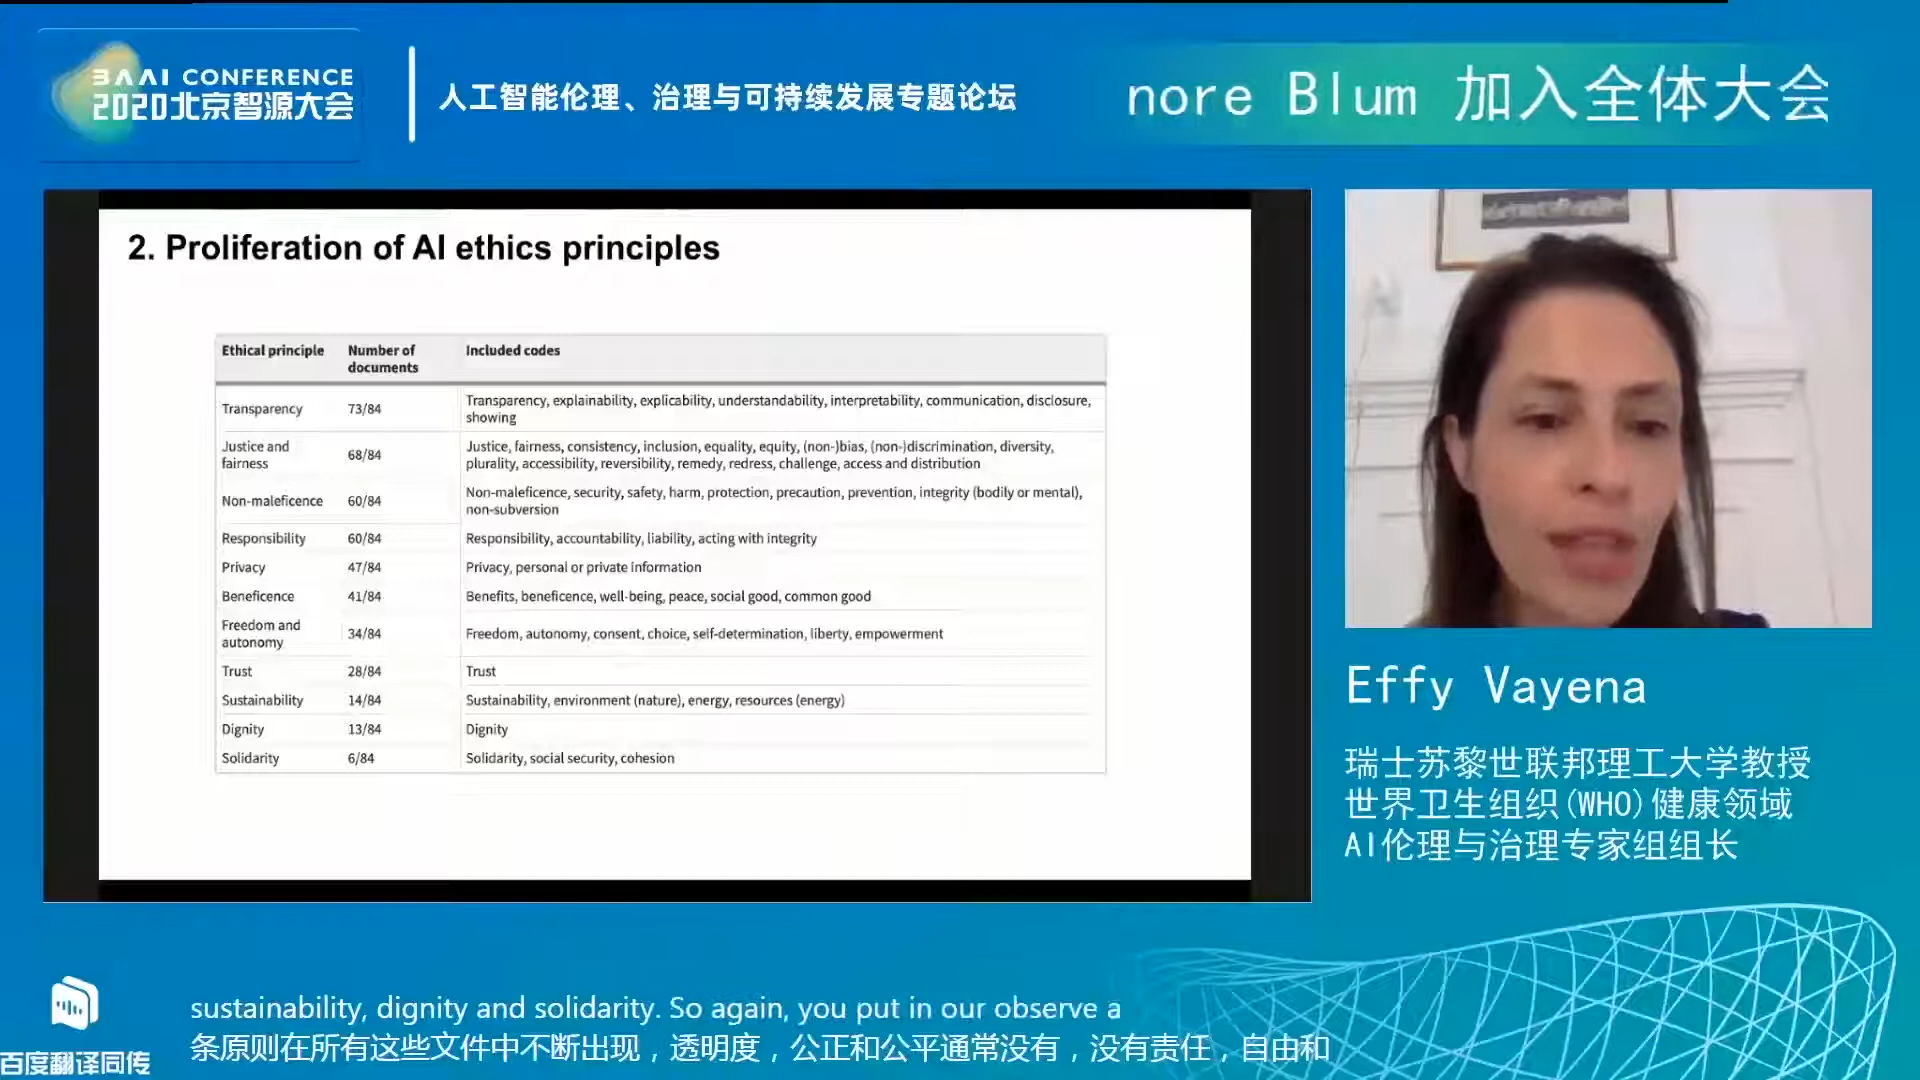 BAAI CONFERENCE
2020北京智源大会
人工智能伦理、治理与可持续发展专题论坛
nore Blum 加入全体大会
2. Proliferation of AI ethics principles
Ethical principle Number of documents Included codes
Transparency 73/84 Transparency, explainability, explicability, understandability, interpretability, communication, disclosure,
showing
Justice and fairness 68/84 Justice, fairness, consistency, inclusion, equality, equity, (non-)bias, (non-)discrimination, diversity,
plurality, accessibility, reversibility, remedy, redress, challenge, access and distribution
Non-maleficence 60/84 Non-maleficence, security, safety, harm, protection, precaution, prevention, integrity (bodily or mental),
non-subversion
Responsibility 60/84 Responsibility, accountability, liability, acting with integrity
Privacy 47/84 Privacy, personal or private information
Beneficence 41/84 Benefits, beneficence, well-being, peace, social good, common good
Freedom and autonomy 34/84 Freedom, autonomy, consent, choice, self-determination, liberty, empowerment
Trust 28/84 Trust
Sustainability 14/84 Sustainability, environment (nature), energy, resources (energy)
Dignity 13/84 Dignity
Solidarity 6/84 Solidarity, social security, cohesion
Effy Vayena
瑞士苏黎世联邦理工大学教授
世界卫生组织(WHO)健康领域
AI伦理与治理专家组组长
sustainability, dignity and solidarity. So again, you put in our observe a
条原则在所有这些文件中不断出现，透明度，公正和公平通常没有，没有责任，自由和
百度翻译同传